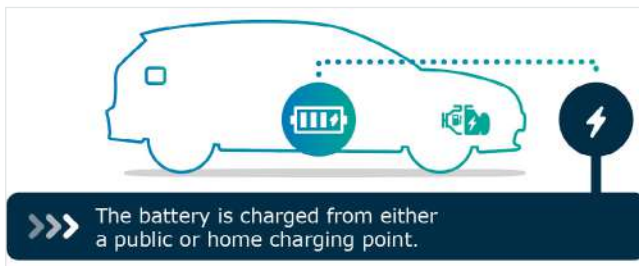 The battery is charged from either
a public or home charging point.